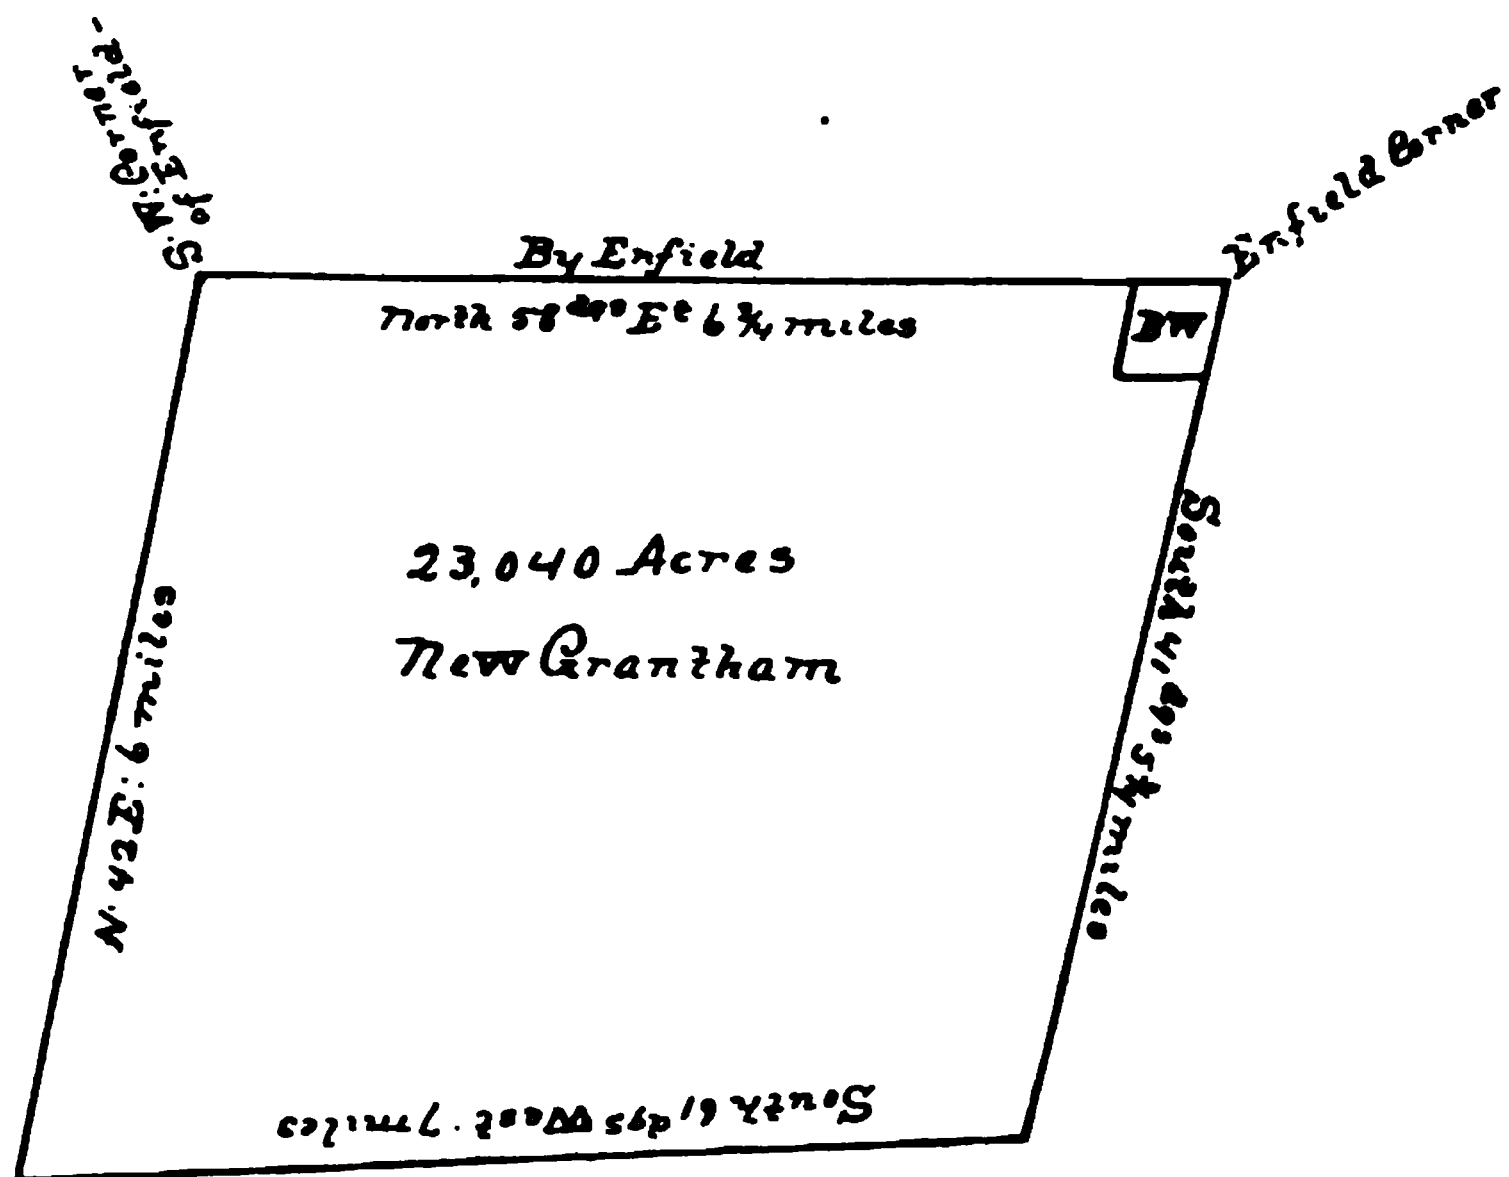 S. W: Corner
of Enfield-
Enfield Corner
By Enfield
North 58 degs Et 6 3/4 miles
BW
23,040 Acres
New Grantham
N. 42 E: 6 miles
South 41 dgs 5 3/4 miles
South 61 dgs West. 7 miles